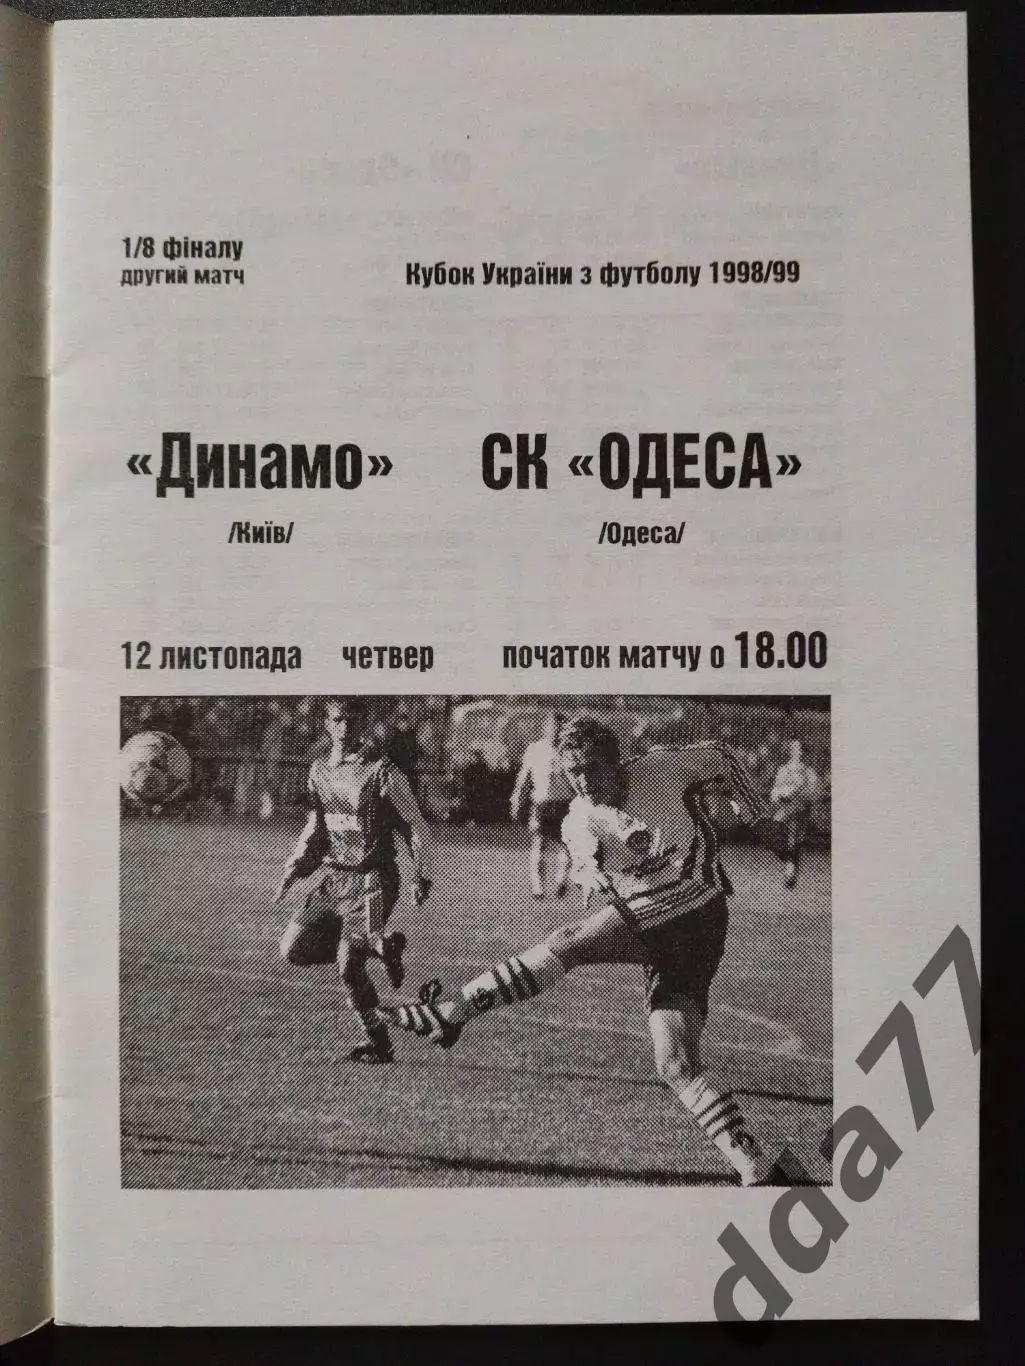 1/8 фіналу
другий матч
Кубок України з футболу 1998/99
«Динамо» СК «ОДЕСА»
/Київ/ /Одеса/
12 листопада четвер початок матчу о 18.00
dda77